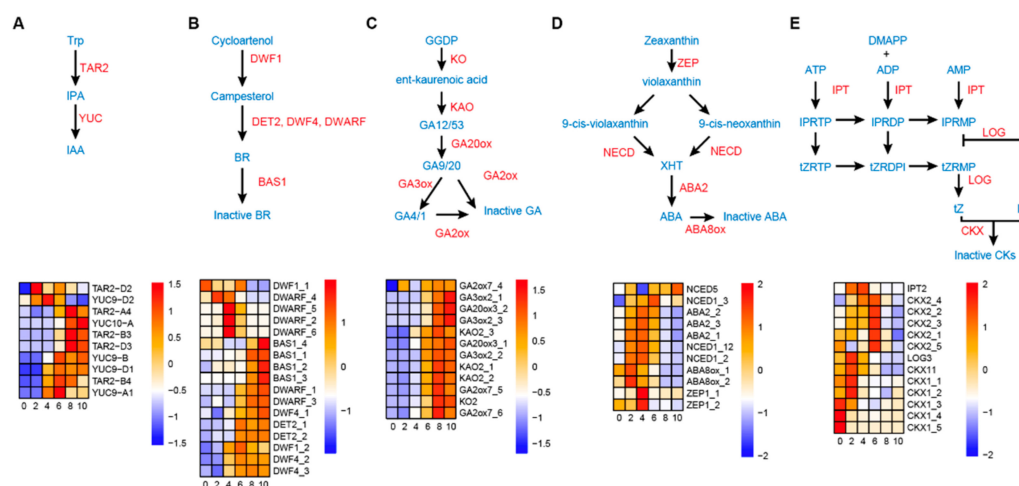 A
Trp
TAR2
IPA
YUC
IAA
TAR2-D2
YUC9-D2
TAR2-A4
YUC10-A
TAR2-B3
TAR2-D3
YUC9-B
YUC9-D1
TAR2-B4
YUC9-A1
0 2 4 6 8 10
1.5
1
0.5
0
−0.5
−1
−1.5
B
Cycloartenol
DWF1
Campesterol
DET2, DWF4, DWARF
BR
BAS1
Inactive BR
DWF1_1
DWARF_4
DWARF_5
DWARF_2
DWARF_6
BAS1_4
BAS1_1
BAS1_2
BAS1_3
DWARF_1
DWARF_3
DWF4_1
DET2_1
DET2_2
DWF1_2
DWF4_2
DWF4_3
0 2 4 6 8 10
1
0
−1
C
GGDP
KO
ent-kaurenoic acid
KAO
GA12/53
GA20ox
GA9/20
GA3ox
GA2ox
GA4/1
Inactive GA
GA2ox
GA2ox7_4
GA3ox2_1
GA20ox3_2
GA3ox2_3
KAO2_3
GA20ox3_1
GA3ox2_2
KAO2_1
KAO2_2
GA2ox7_5
KO2
GA2ox7_6
0 2 4 6 8 10
1.5
1
0.5
0
−0.5
−1
−1.5
D
Zeaxanthin
ZEP
violaxanthin
9-cis-violaxanthin
9-cis-neoxanthin
NECD
NECD
XHT
ABA2
ABA
Inactive ABA
ABA8ox
NCED5
NCED1_3
ABA2_2
ABA2_3
ABA2_1
NCED1_12
NCED1_2
ABA8ox_1
ABA8ox_2
ZEP1_1
ZEP1_2
0 2 4 6 8 10
2
1
0
−1
−2
E
DMAPP
+
ATP
ADP
AMP
IPT
IPT
IPT
IPRTP
IPRDP
IPRMP
LOG
tZRTP
tZRDPI
tZRMP
LOG
tZ
CKX
Inactive CKs
IPT2
CKX2_4
CKX2_2
CKX2_3
CKX2_1
CKX2_5
LOG3
CKX11
CKX1_1
CKX1_2
CKX1_3
CKX1_4
CKX1_5
0 2 4 6 8 10
2
1
0
−1
−2